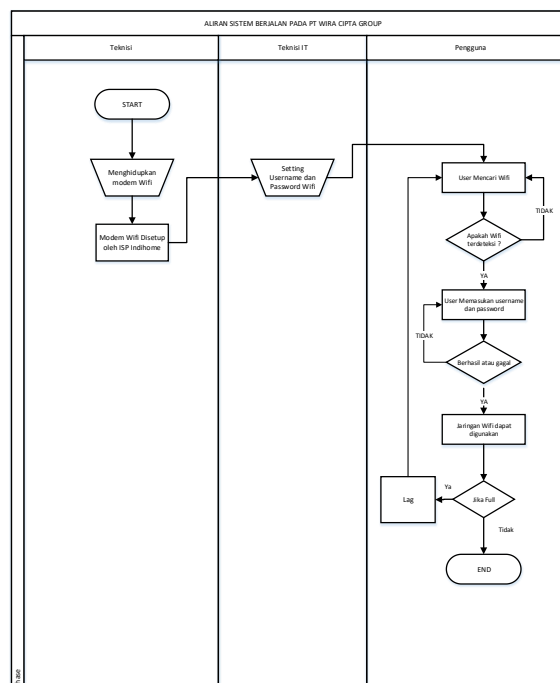 ALIRAN SISTEM BERJALAN PADA PT WIRA CIPTA GROUP
Teknisi
Teknisi IT
Pengguna
START
Menghidupkan
modem Wifi
Modem Wifi Disetup
oleh ISP Indihome
Setting
Username dan
Password Wifi
User Mencari Wifi
TIDAK
Apakah Wifi
terdeteksi ?
YA
User Memasukan username
dan password
TIDAK
Berhasil atau gagal
YA
Jaringan Wifi dapat
digunakan
Lag
Ya
Jika Full
Tidak
END